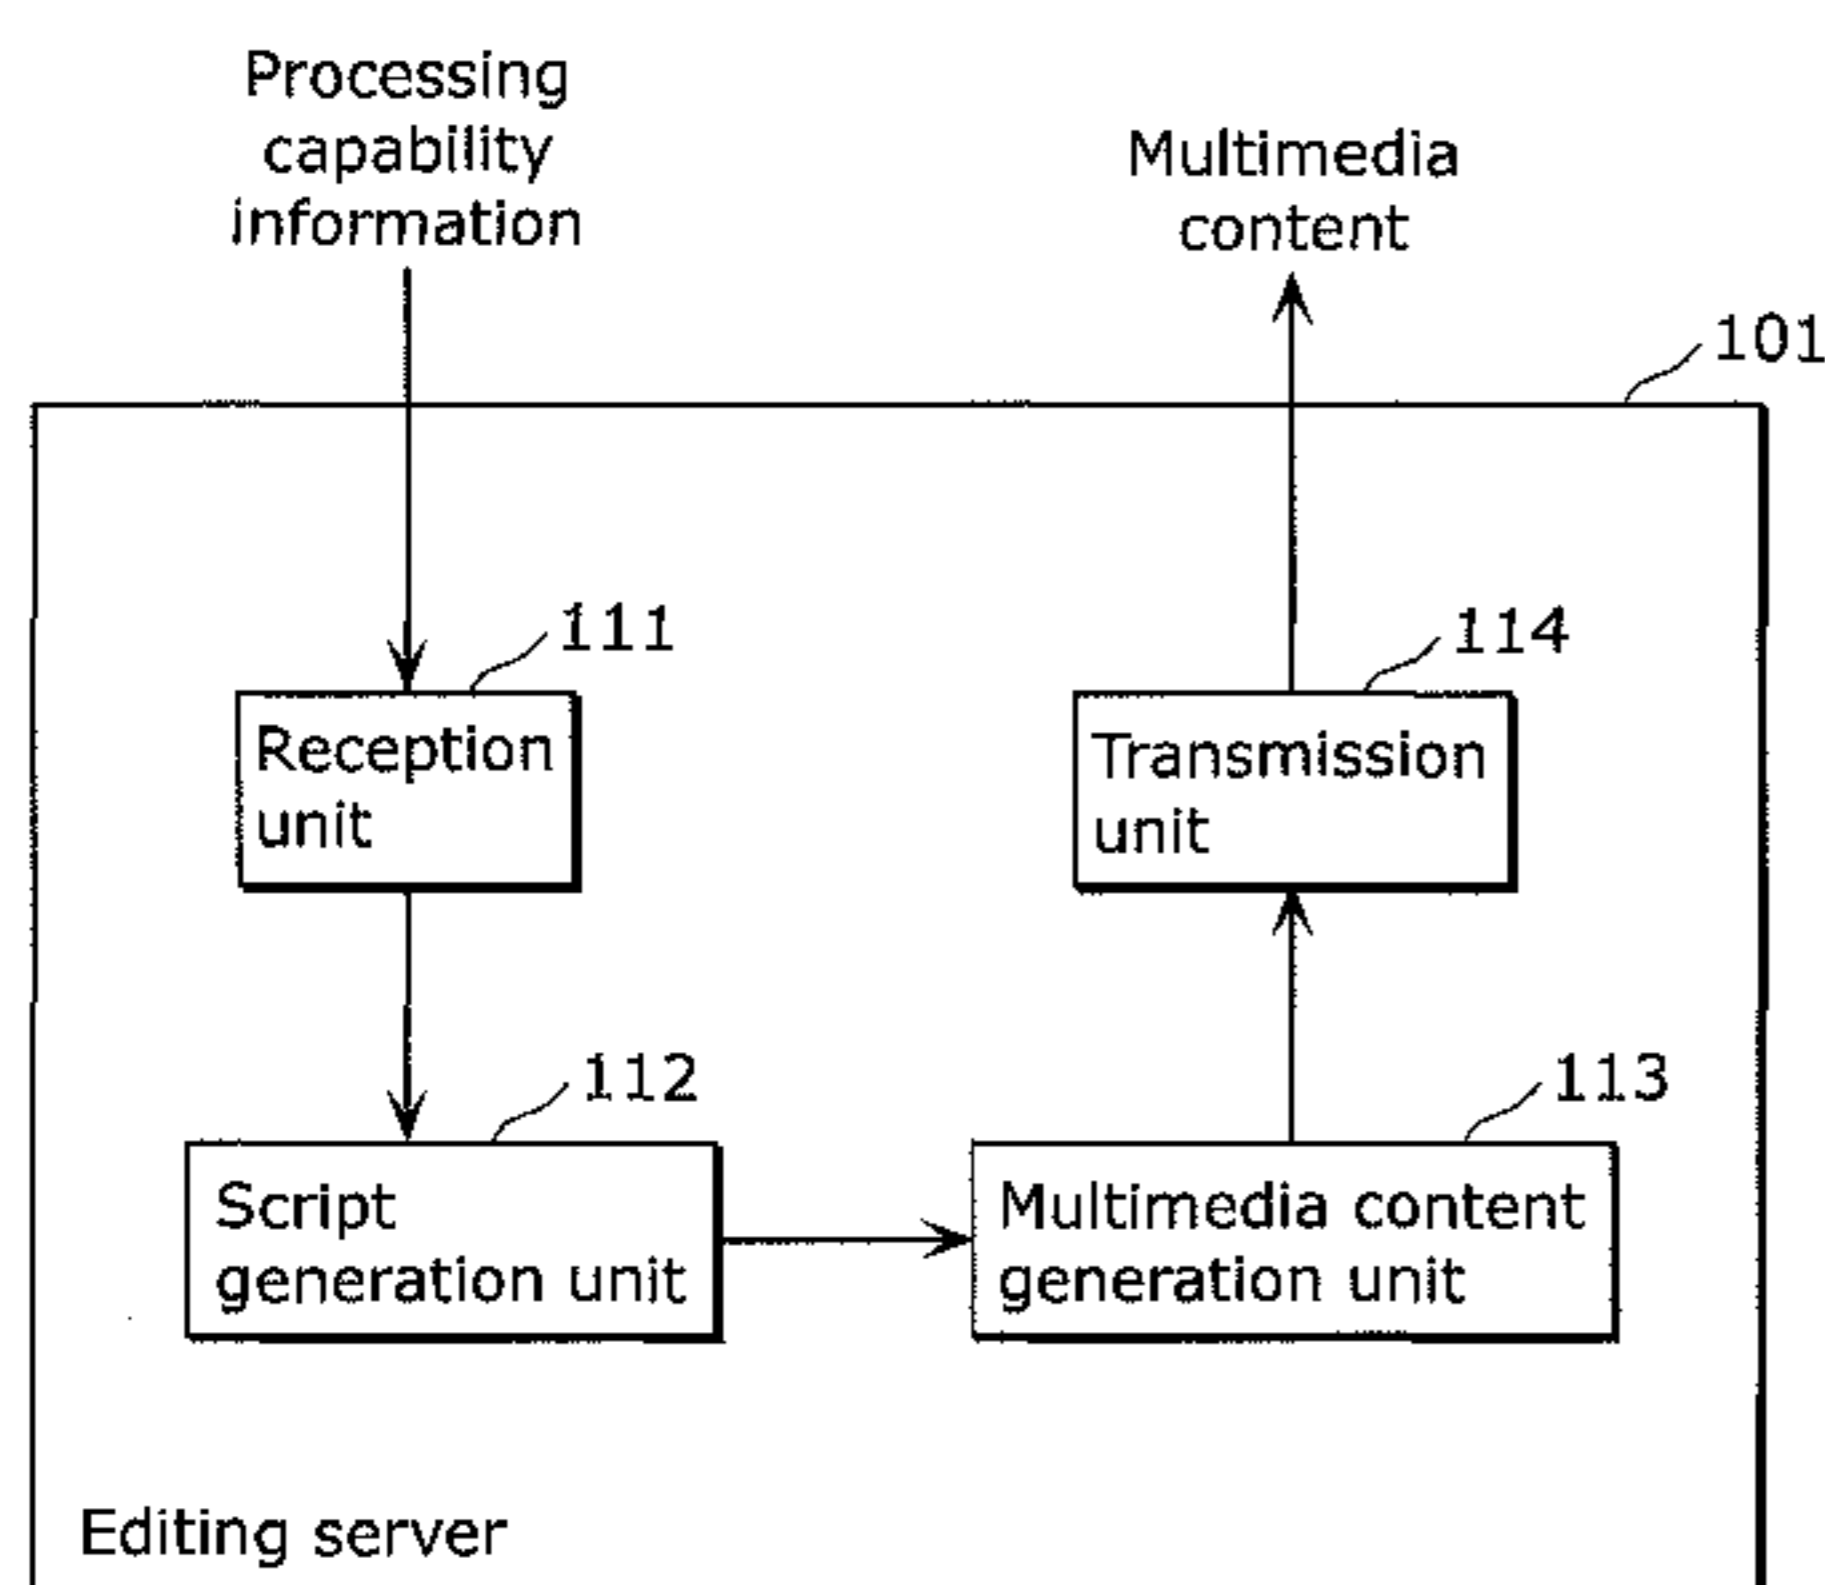 Processing
capability
information
Multimedia
content
101
111
Reception
unit
114
Transmission
unit
112
Script
generation unit
113
Multimedia content
generation unit
Editing server